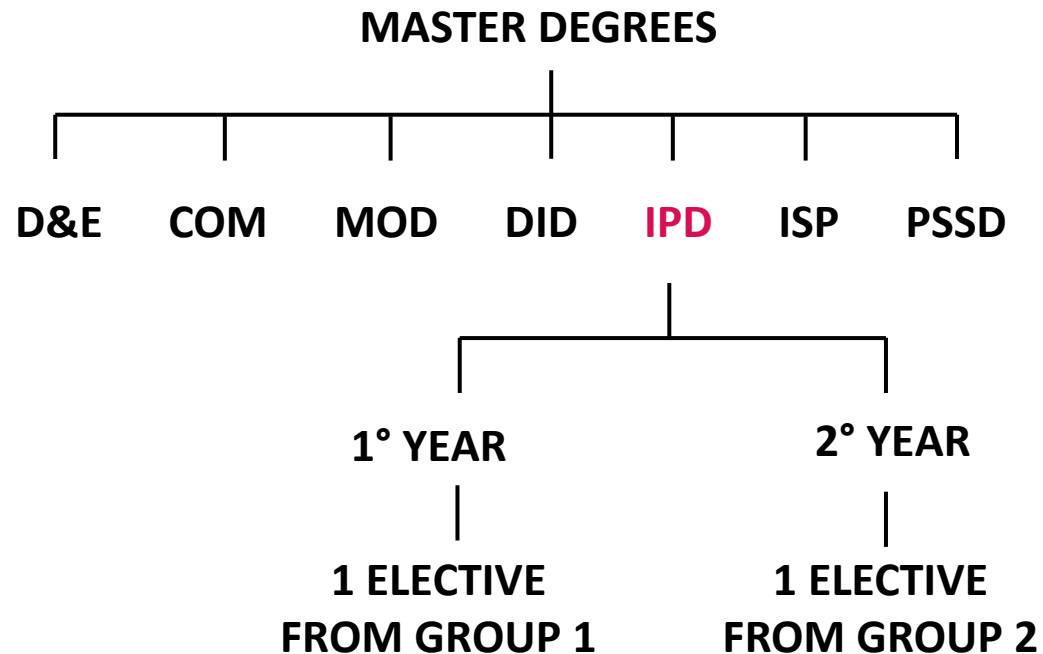 MASTER DEGREES
D&E COM MOD DID IPD ISP PSSD
1° YEAR 2° YEAR
1 ELECTIVE 1 ELECTIVE
FROM GROUP 1 FROM GROUP 2